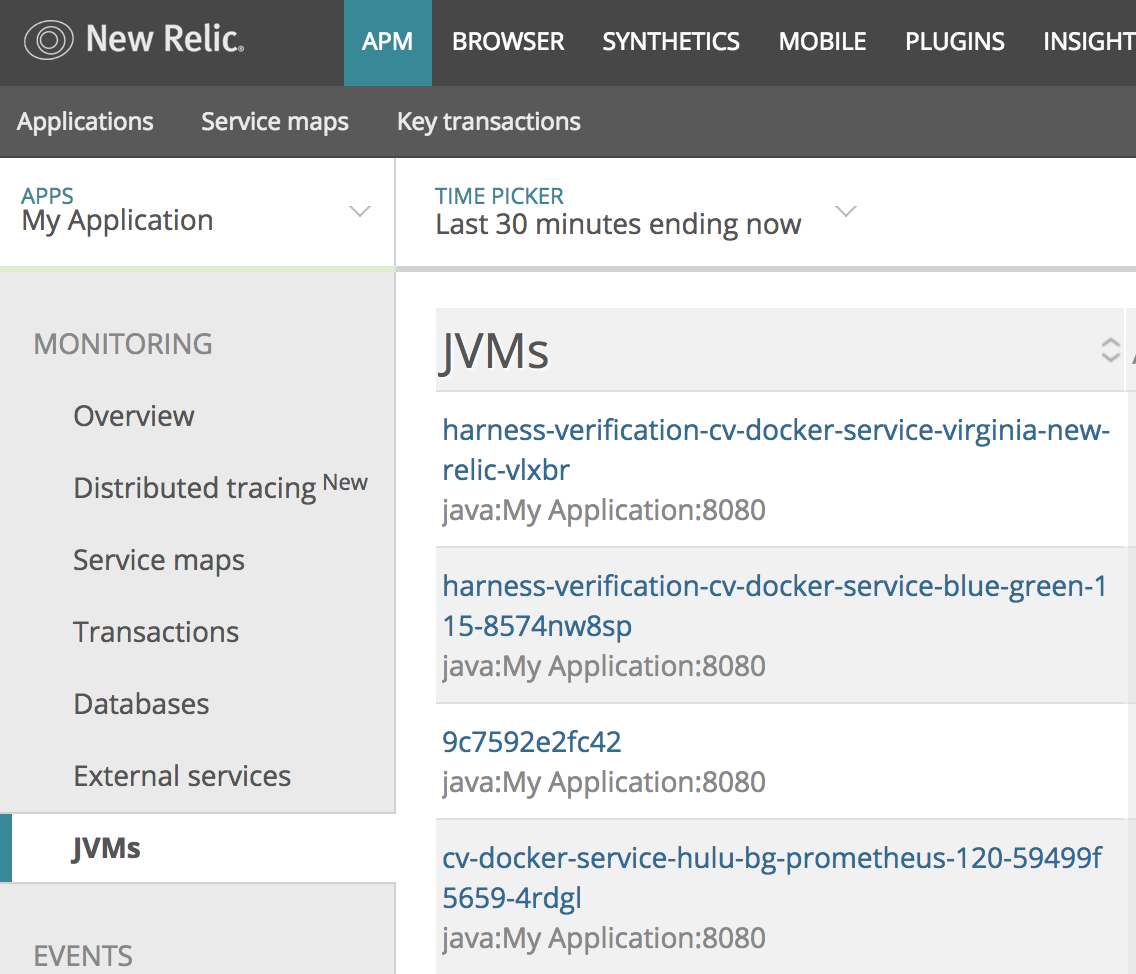 New Relic®
APM BROWSER SYNTHETICS MOBILE PLUGINS INSIGHT
Applications Service maps Key transactions
APPS
My Application
TIME PICKER
Last 30 minutes ending now
MONITORING
Overview
Distributed tracing New
Service maps
Transactions
Databases
External services
JVMs
EVENTS
JVMs
harness-verification-cv-docker-service-virginia-new-
relic-vlxbr
java:My Application:8080
harness-verification-cv-docker-service-blue-green-1
15-8574nw8sp
java:My Application:8080
9c7592e2fc42
java:My Application:8080
cv-docker-service-hulu-bg-prometheus-120-59499f
5659-4rdgl
java:My Application:8080